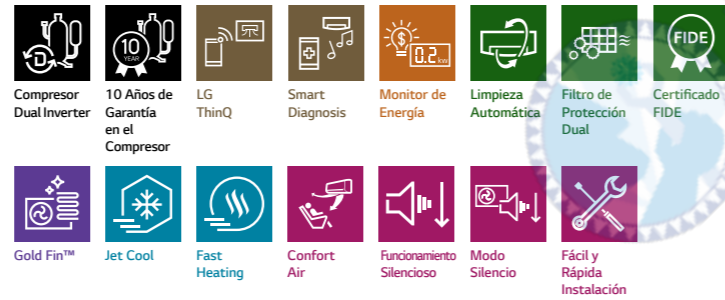 10
YEAR
0.2 kw
FIDE
Compresor
Dual Inverter
10 Años de
Garantía
en el
Compresor
LG
ThinQ
Smart
Diagnosis
Monitor de
Energía
Limpieza
Automática
Filtro de
Protección
Dual
Certificado
FIDE
Gold Fin™
Jet Cool
Fast
Heating
Confort
Air
Funcionamiento
Silencioso
Modo
Silencio
Fácil y
Rápida
Instalación